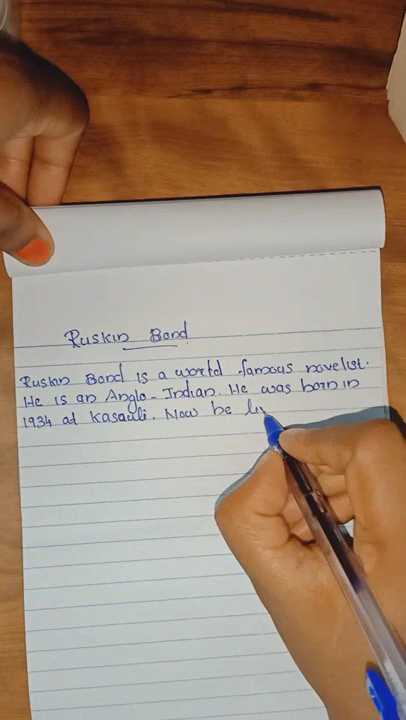 Ruskin Bond
Ruskin Bond is a world famous novelist.
He is an Anglo-Indian. He was born in
1934 at Kasauli. Now he